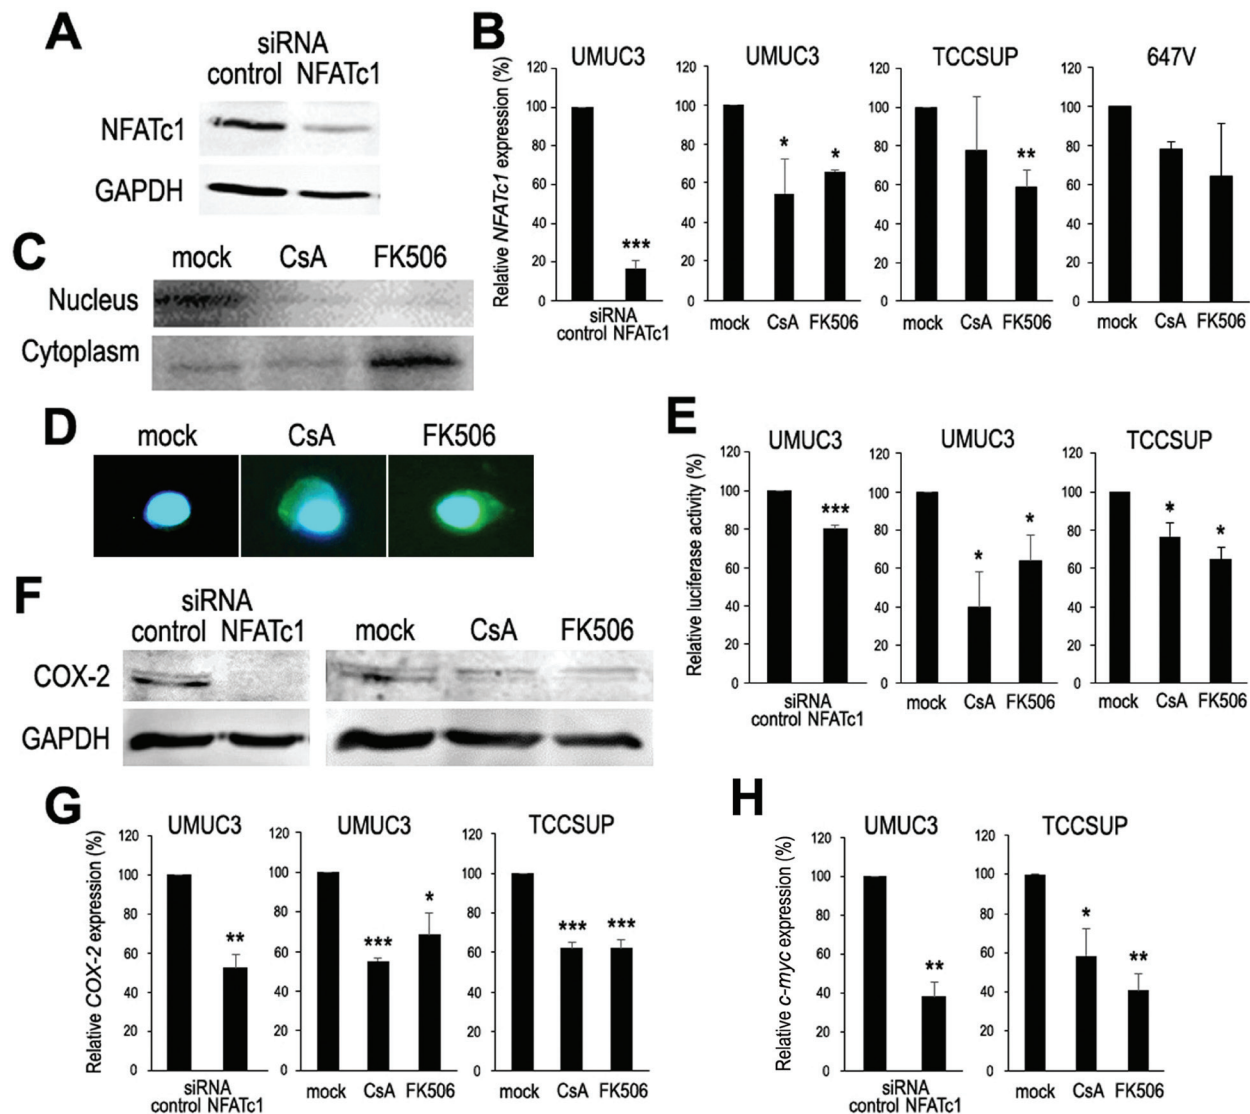 A
siRNA
control NFATc1
NFATc1
GAPDH
B
UMUC3
UMUC3
TCCSUP
647V
Relative NFATc1 expression (%)
120
100
80
60
40
20
0
***
siRNA
control NFATc1
120
100
80
60
40
20
0
*
*
mock CsA FK506
120
100
80
60
40
20
0
**
mock CsA FK506
120
100
80
60
40
20
0
mock CsA FK506
C
mock CsA FK506
Nucleus
Cytoplasm
D
mock CsA FK506
E
UMUC3
UMUC3
TCCSUP
Relative luciferase activity (%)
120
100
80
60
40
20
0
***
siRNA
control NFATc1
120
100
80
60
40
20
0
*
*
mock CsA FK506
120
100
80
60
40
20
0
*
*
mock CsA FK506
F
siRNA
control NFATc1
mock CsA FK506
COX-2
GAPDH
G
UMUC3
UMUC3
TCCSUP
Relative COX-2 expression (%)
120
100
80
60
40
20
0
**
siRNA
control NFATc1
120
100
80
60
40
20
0
***
*
mock CsA FK506
120
100
80
60
40
20
0
***
***
mock CsA FK506
H
UMUC3
TCCSUP
Relative c-myc expression (%)
120
100
80
60
40
20
0
**
siRNA
control NFATc1
120
100
80
60
40
20
0
*
**
mock CsA FK506